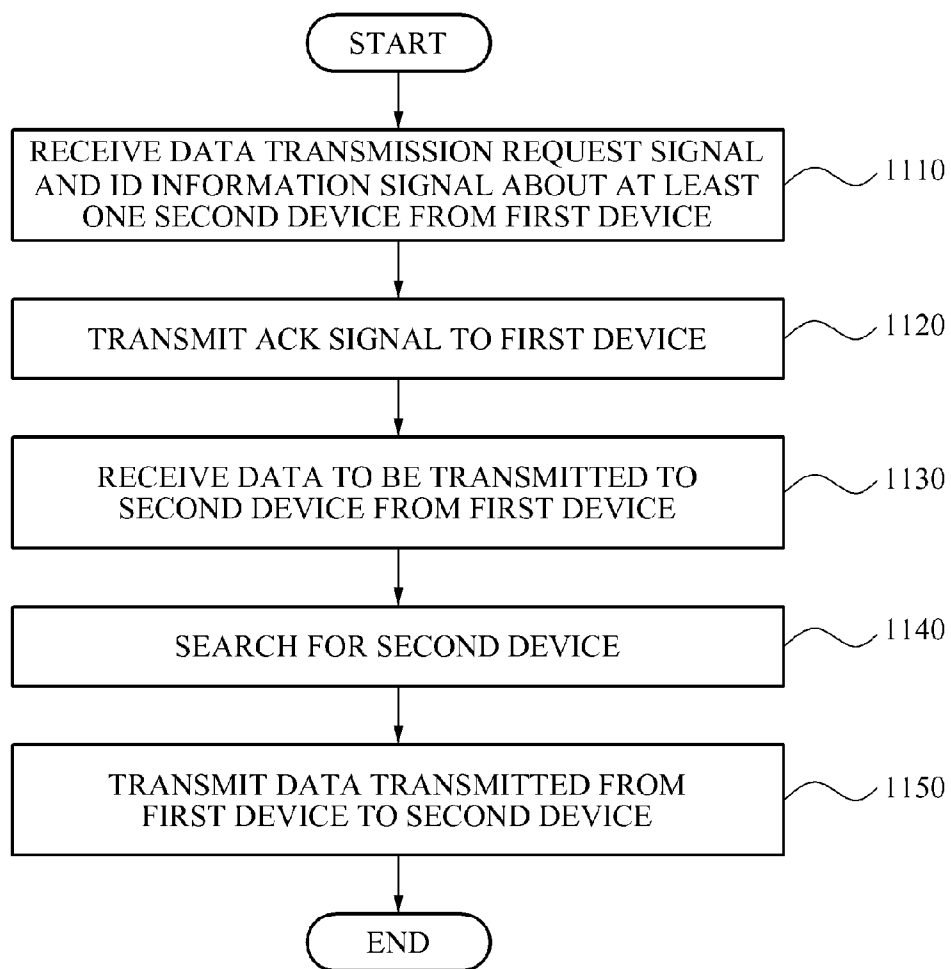 START
RECEIVE DATA TRANSMISSION REQUEST SIGNAL
AND ID INFORMATION SIGNAL ABOUT AT LEAST
ONE SECOND DEVICE FROM FIRST DEVICE
1110
TRANSMIT ACK SIGNAL TO FIRST DEVICE
1120
RECEIVE DATA TO BE TRANSMITTED TO
SECOND DEVICE FROM FIRST DEVICE
1130
SEARCH FOR SECOND DEVICE
1140
TRANSMIT DATA TRANSMITTED FROM
FIRST DEVICE TO SECOND DEVICE
1150
END